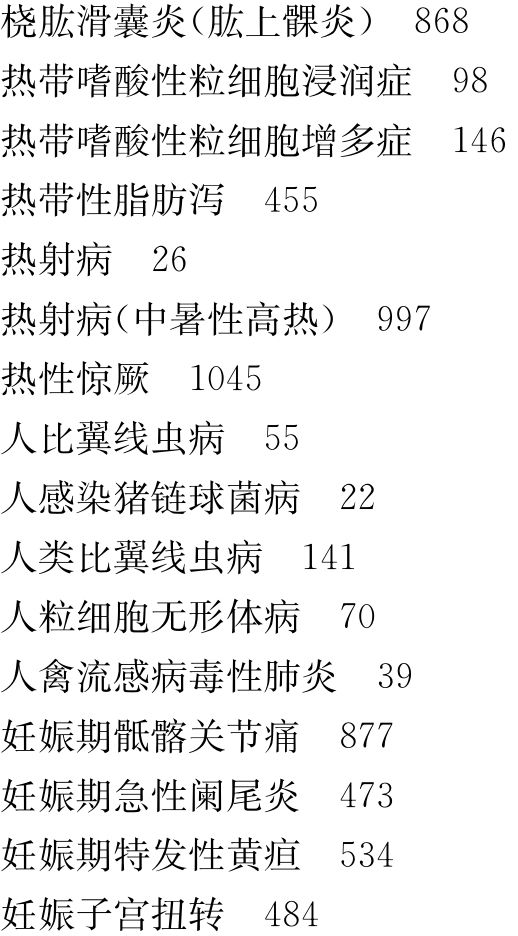 桡肱滑囊炎(肱上髁炎) 868
热带嗜酸性粒细胞浸润症 98
热带嗜酸性粒细胞增多症 146
热带性脂肪泻 455
热射病 26
热射病(中暑性高热) 997
热性惊厥 1045
人比翼线虫病 55
人感染猪链球菌病 22
人类比翼线虫病 141
人粒细胞无形体病 70
人禽流感病毒性肺炎 39
妊娠期骶髂关节痛 877
妊娠期急性阑尾炎 473
妊娠期特发性黄疸 534
妊娠子宫扭转 484